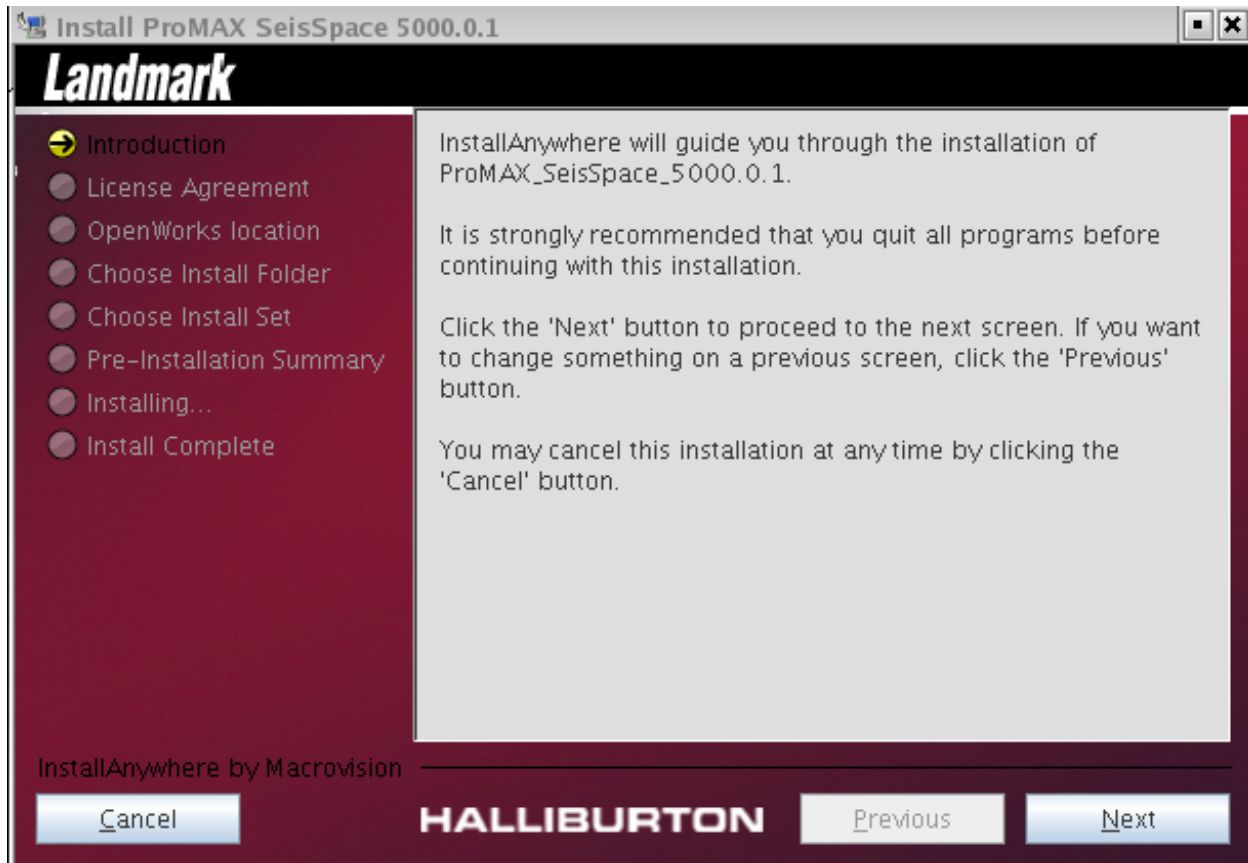 Install ProMAX SeisSpace 5000.0.1
Landmark
Introduction
License Agreement
OpenWorks location
Choose Install Folder
Choose Install Set
Pre-Installation Summary
Installing...
Install Complete
InstallAnywhere will guide you through the installation of
ProMAX_SeisSpace_5000.0.1.
It is strongly recommended that you quit all programs before
continuing with this installation.
Click the 'Next' button to proceed to the next screen. If you want
to change something on a previous screen, click the 'Previous'
button.
You may cancel this installation at any time by clicking the
'Cancel' button.
InstallAnywhere by Macrovision
Cancel
HALLIBURTON
Previous
Next